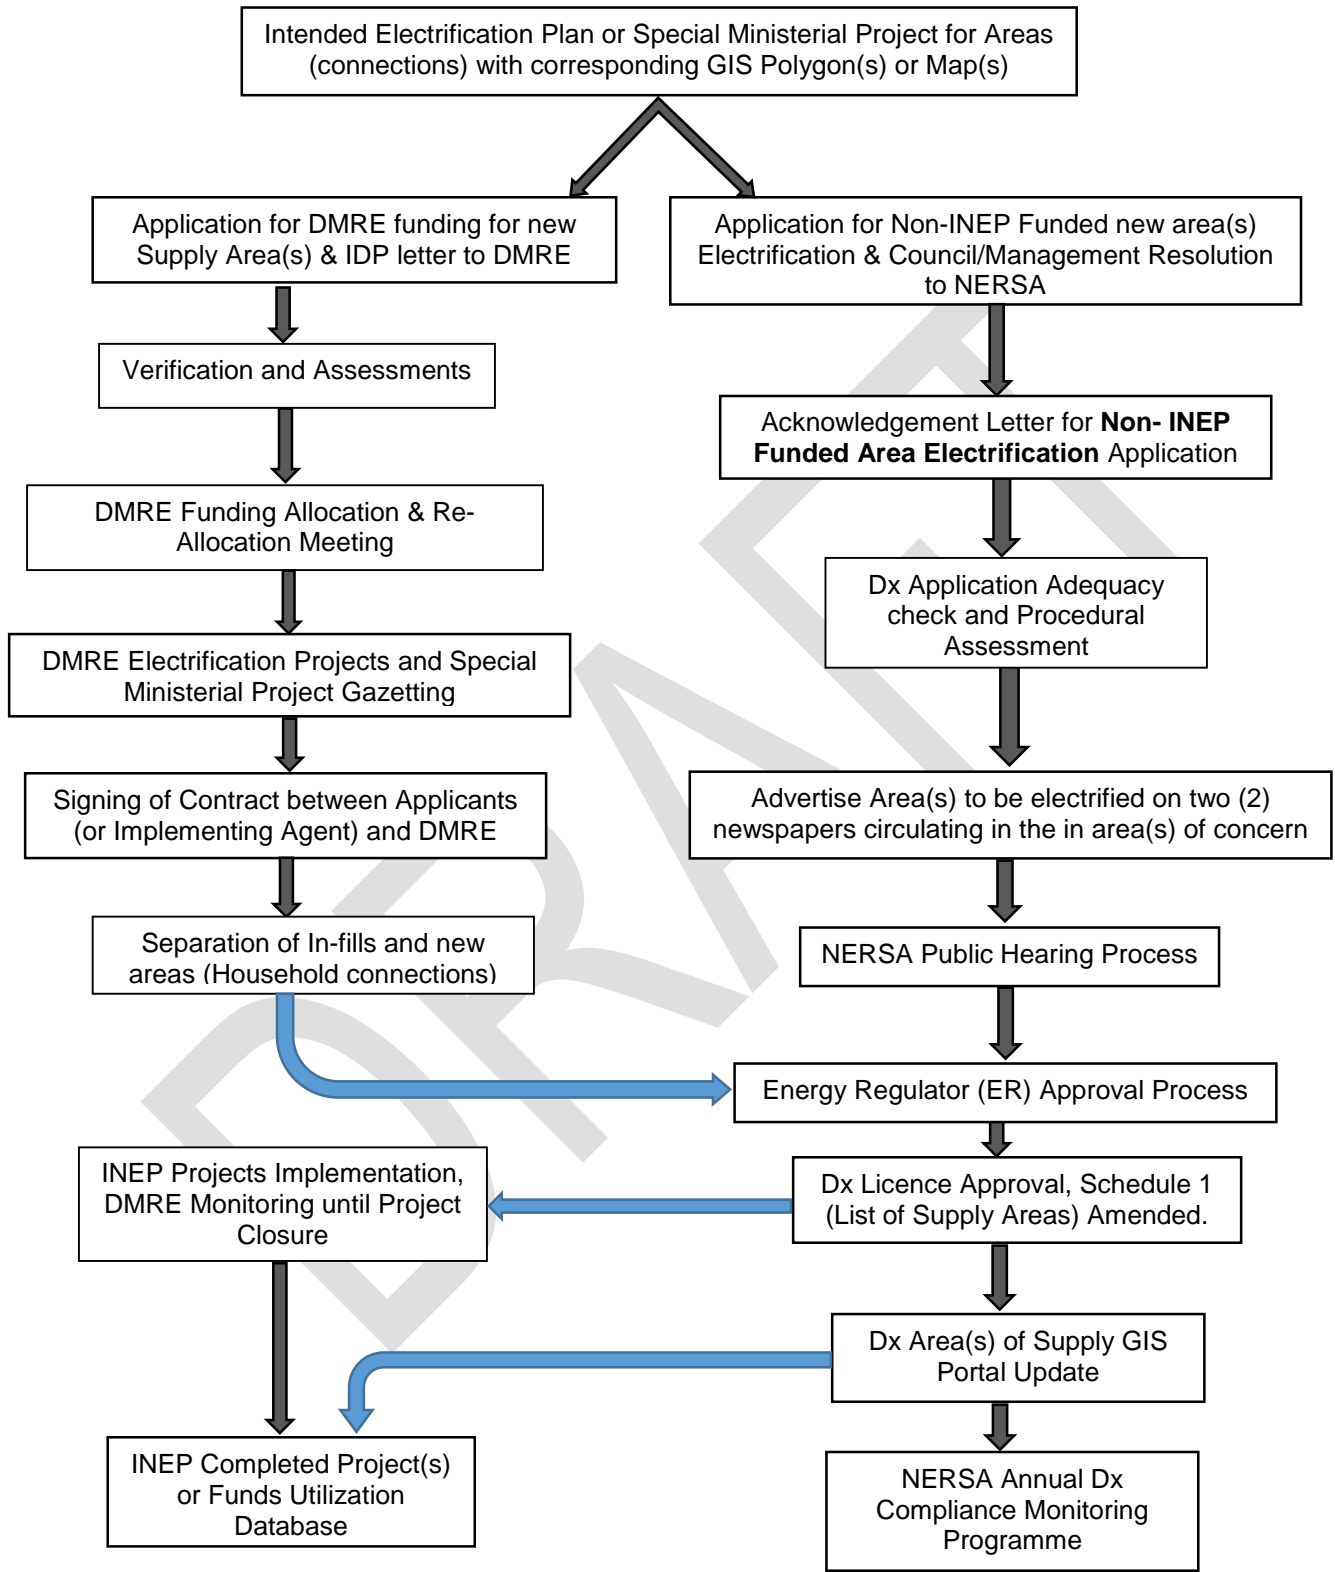 Intended Electrification Plan or Special Ministerial Project for Areas
(connections) with corresponding GIS Polygon(s) or Map(s)
Application for DMRE funding for new
Supply Area(s) & IDP letter to DMRE
Verification and Assessments
DMRE Funding Allocation & Re-
Allocation Meeting
DMRE Electrification Projects and Special
Ministerial Project Gazetting
Signing of Contract between Applicants
(or Implementing Agent) and DMRE
Separation of In-fills and new
areas (Household connections)
INEP Projects Implementation,
DMRE Monitoring until Project
Closure
INEP Completed Project(s)
or Funds Utilization
Database
Application for Non-INEP Funded new area(s)
Electrification & Council/Management Resolution
to NERSA
Acknowledgement Letter for Non- INEP
Funded Area Electrification Application
Dx Application Adequacy
check and Procedural
Assessment
Advertise Area(s) to be electrified on two (2)
newspapers circulating in the in area(s) of concern
NERSA Public Hearing Process
Energy Regulator (ER) Approval Process
Dx Licence Approval, Schedule 1
(List of Supply Areas) Amended.
Dx Area(s) of Supply GIS
Portal Update
NERSA Annual Dx
Compliance Monitoring
Programme
DRAFT